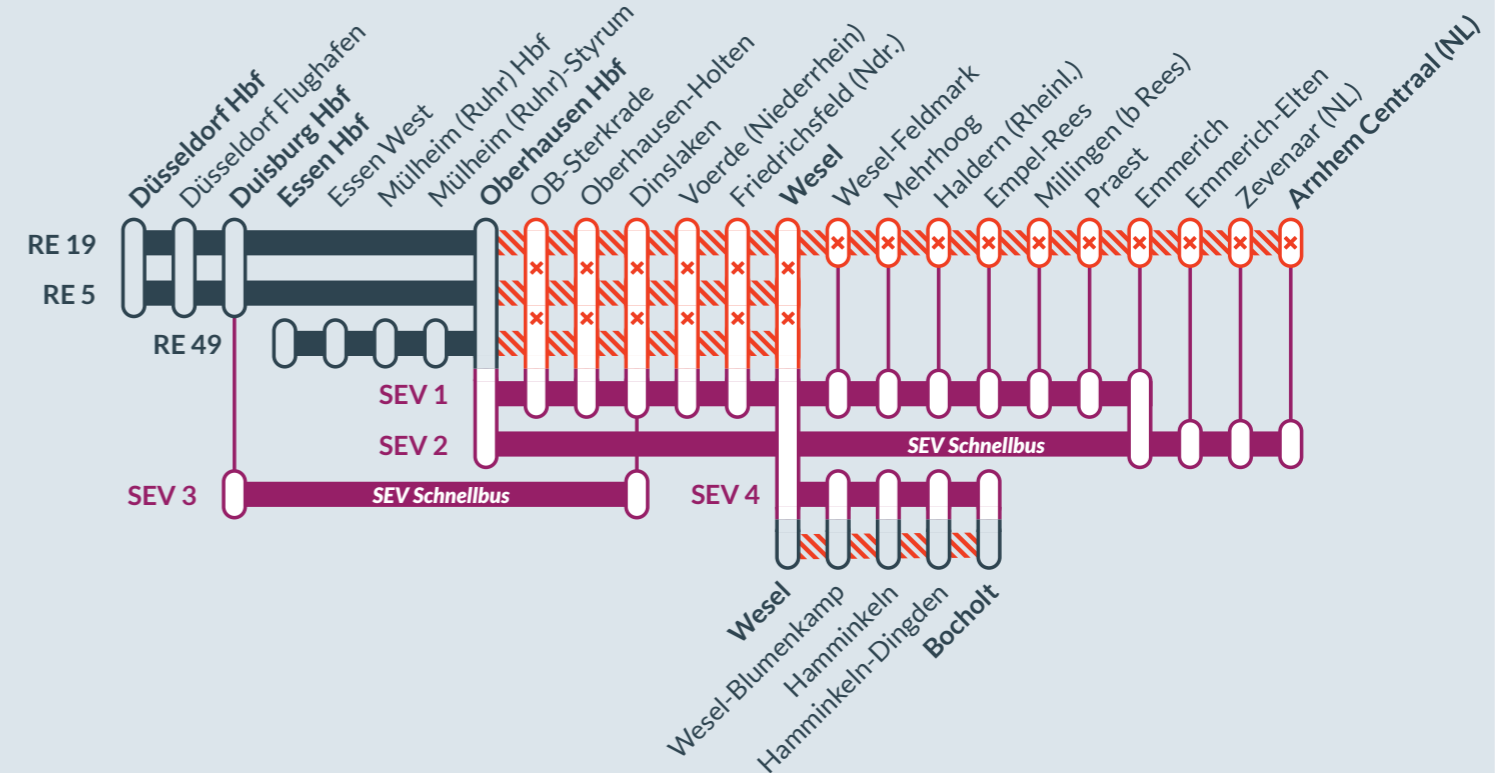 Düsseldorf Hbf
Düsseldorf Flughafen
Duisburg Hbf
Essen Hbf
Essen West
Mülheim (Ruhr) Hbf
Mülheim (Ruhr)-Styrum
Oberhausen Hbf
OB-Sterkrade
Oberhausen-Holten
Dinslaken
Voerde (Niederrhein)
Friedrichsfeld (Ndr.)
Wesel
Wesel-Feldmark
Mehrhoog
Haldern (Rheinl.)
Empel-Rees
Millingen (b Rees)
Praest
Emmerich
Emmerich-Elten
Zevenaar (NL)
Arnhem Centraal (NL)
RE 19
RE 5
RE 49
SEV 1
SEV 2
SEV Schnellbus
SEV 3
SEV Schnellbus
SEV 4
Wesel
Wesel-Blumenkamp
Hamminkeln
Hamminkeln-Dingden
Bocholt